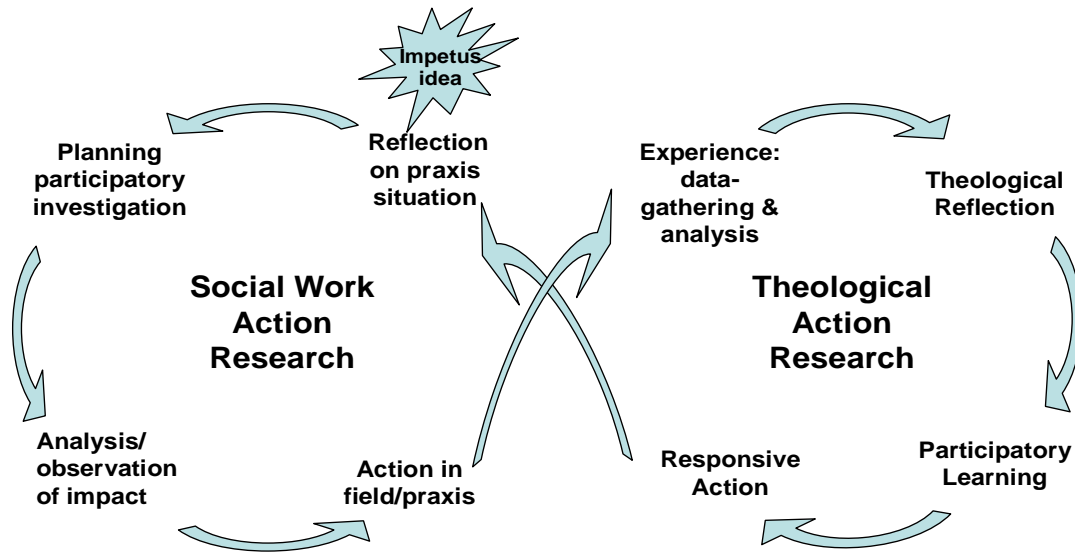 Impetus
idea
Reflection
on praxis
situation
Planning
participatory
investigation
Analysis/
observation
of impact
Action in
field/praxis
Social Work
Action
Research
Experience:
data-
gathering &
analysis
Theological
Reflection
Participatory
Learning
Responsive
Action
Theological
Action
Research